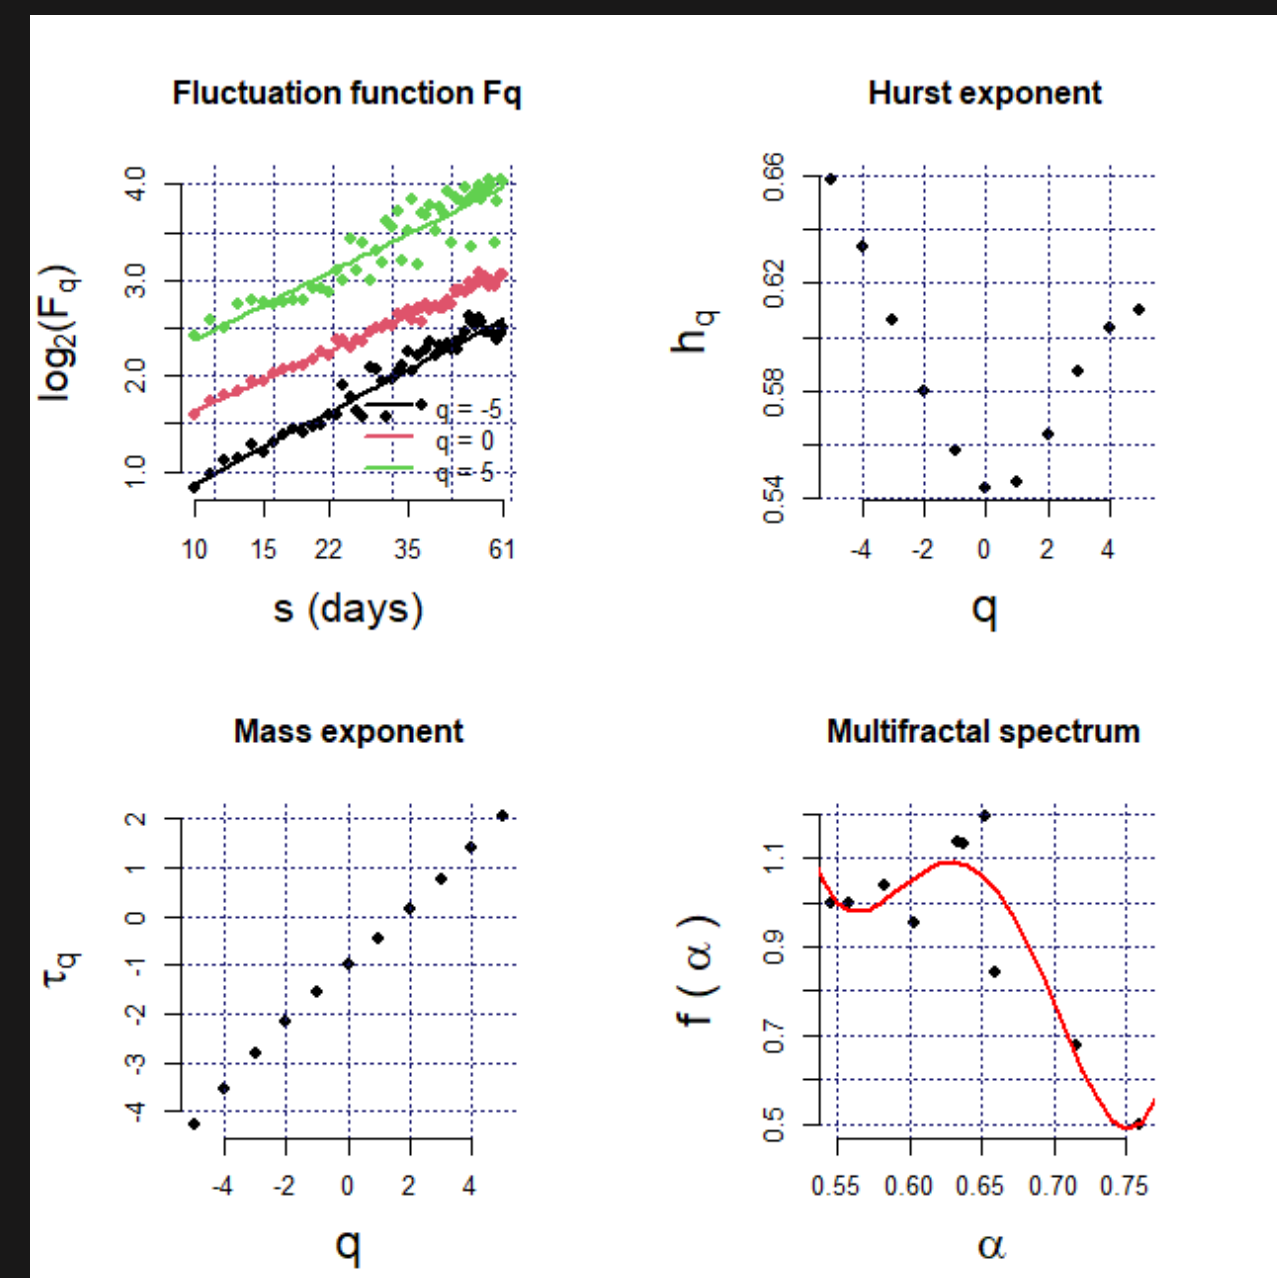 Fluctuation function Fq
log2(Fq)
4.0
3.0
2.0
1.0
q = -5
q = 0
q = 5
10 15 22 35 61
s (days)
Hurst exponent
hq
0.66
0.62
0.58
0.54
-4 -2 0 2 4
q
Mass exponent
τq
2
1
0
-1
-2
-3
-4
-4 -2 0 2 4
q
Multifractal spectrum
f ( α )
1.1
0.9
0.7
0.5
0.55 0.60 0.65 0.70 0.75
α